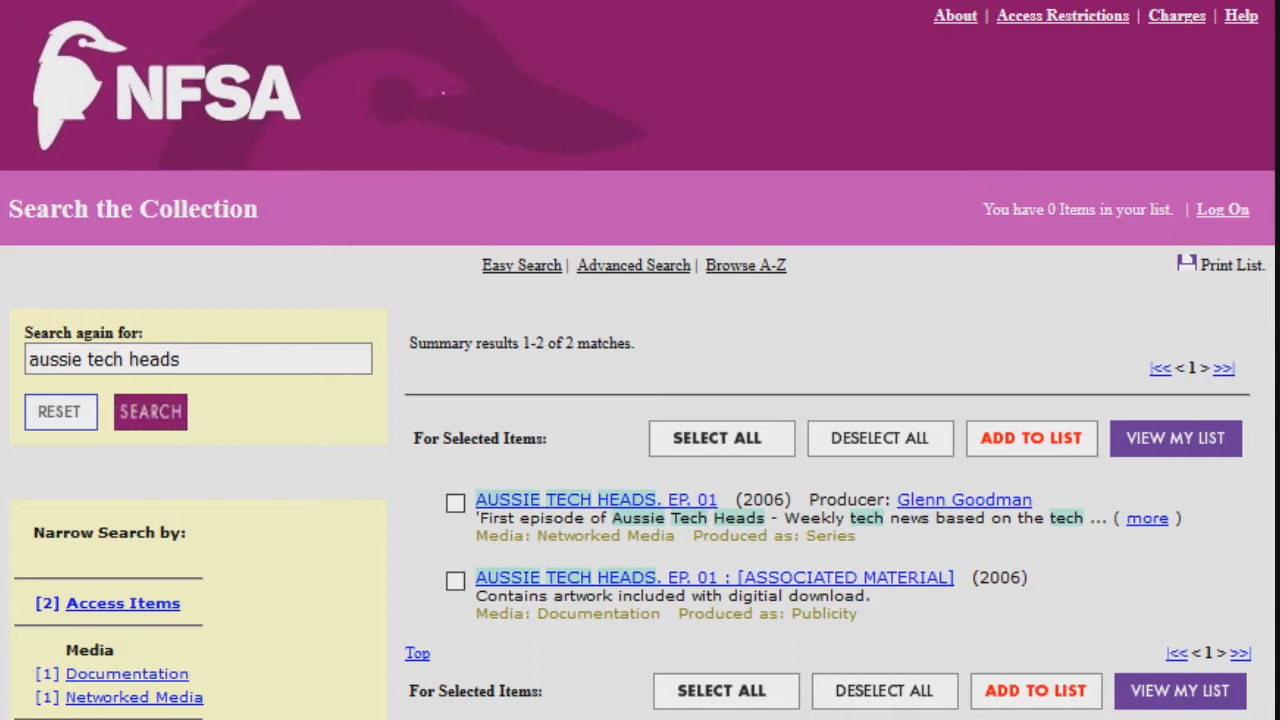 About | Access Restrictions | Charges | Help
NFSA
Search the Collection
You have 0 Items in your list. | Log On
Easy Search | Advanced Search | Browse A-Z
Print List.
Search again for:
aussie tech heads
RESET SEARCH
Summary results 1-2 of 2 matches.
|<< < 1 > >>|
For Selected Items: SELECT ALL DESELECT ALL ADD TO LIST VIEW MY LIST
AUSSIE TECH HEADS. EP. 01 (2006) Producer: Glenn Goodman
'First episode of Aussie Tech Heads - Weekly tech news based on the tech ... ( more )
Media: Networked Media Produced as: Series
AUSSIE TECH HEADS. EP. 01 : [ASSOCIATED MATERIAL] (2006)
Contains artwork included with digitial download.
Media: Documentation Produced as: Publicity
Top
|<< < 1 > >>|
For Selected Items: SELECT ALL DESELECT ALL ADD TO LIST VIEW MY LIST
Narrow Search by:
[2] Access Items
Media
[1] Documentation
[1] Networked Media